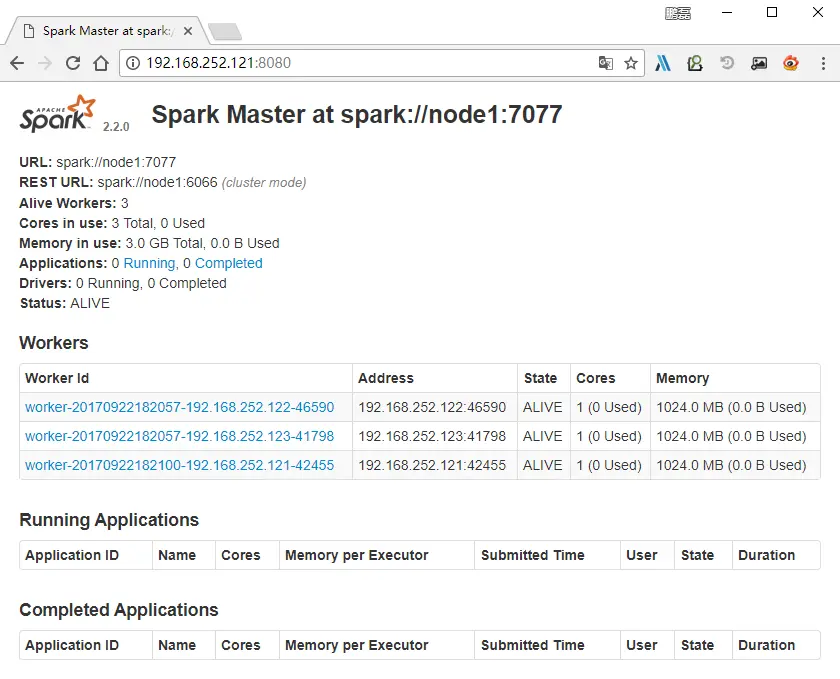 鹏磊
Spark Master at spark:/
192.168.252.121:8080
APACHE
Spark 2.2.0
Spark Master at spark://node1:7077
URL: spark://node1:7077
REST URL: spark://node1:6066 (cluster mode)
Alive Workers: 3
Cores in use: 3 Total, 0 Used
Memory in use: 3.0 GB Total, 0.0 B Used
Applications: 0 Running, 0 Completed
Drivers: 0 Running, 0 Completed
Status: ALIVE
Workers
Worker Id Address State Cores Memory
worker-20170922182057-192.168.252.122-46590 192.168.252.122:46590 ALIVE 1 (0 Used) 1024.0 MB (0.0 B Used)
worker-20170922182057-192.168.252.123-41798 192.168.252.123:41798 ALIVE 1 (0 Used) 1024.0 MB (0.0 B Used)
worker-20170922182100-192.168.252.121-42455 192.168.252.121:42455 ALIVE 1 (0 Used) 1024.0 MB (0.0 B Used)
Running Applications
Application ID Name Cores Memory per Executor Submitted Time User State Duration
Completed Applications
Application ID Name Cores Memory per Executor Submitted Time User State Duration